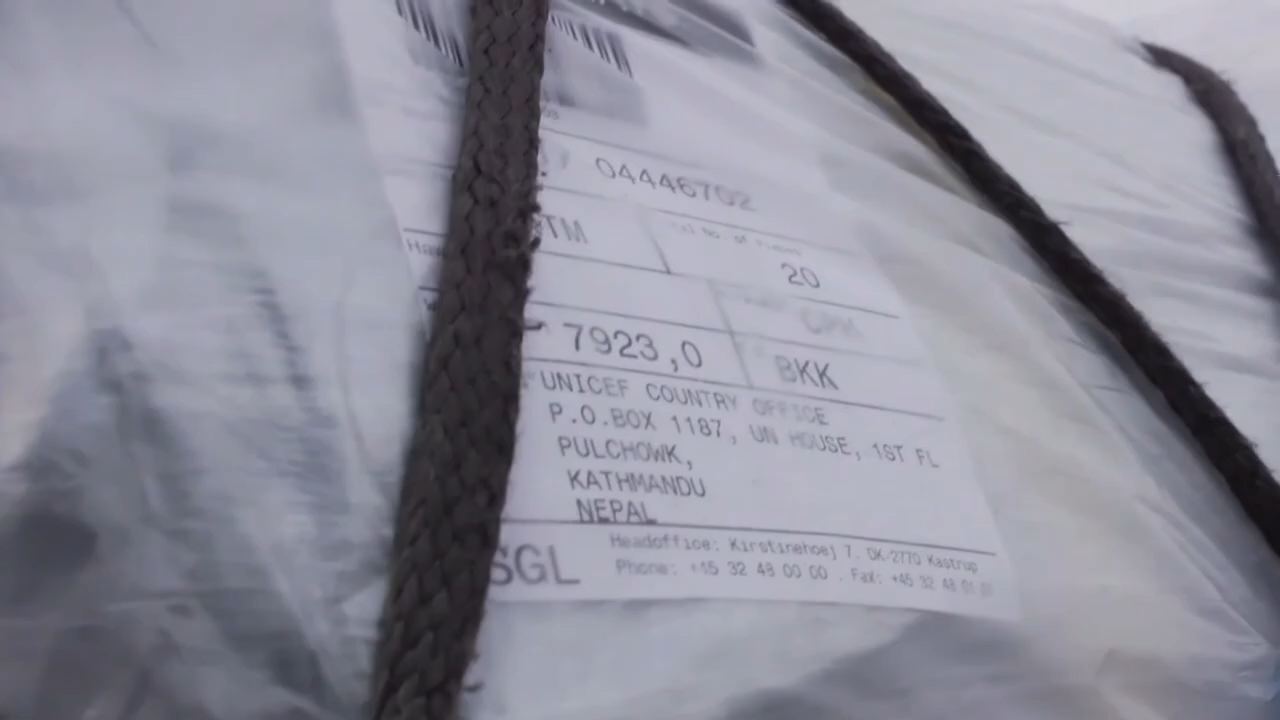 04446702
TM
20
CPH
- 7923,0
BKK
UNICEF COUNTRY OFFICE
P.O.BOX 1187, UN HOUSE, 1ST FL
PULCHOWK,
KATHMANDU
NEPAL
SGL
Headoffice: Kirstinehoej 7. DK-2770 Kastrup
Phone: +45 32 48 00 00 . Fax: +45 32 48 01